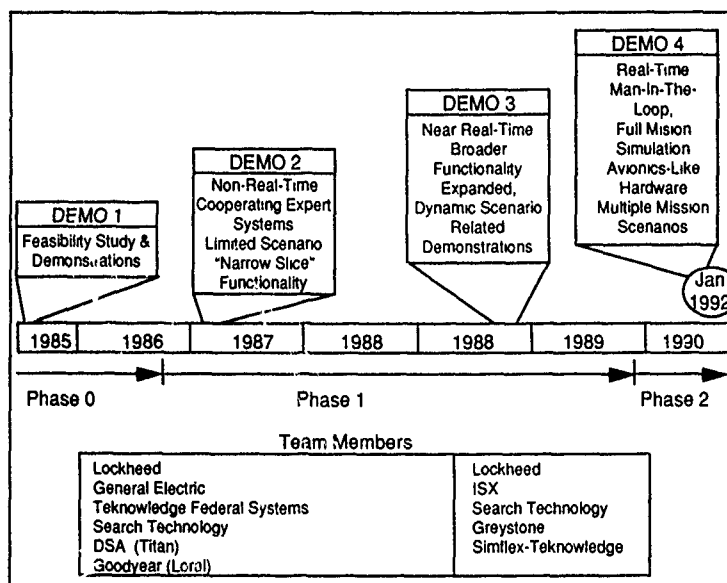 DEMO 1
Feasibility Study &
Demonstrations
DEMO 2
Non-Real-Time
Cooperating Expert
Systems
Limited Scenario
"Narrow Slice"
Functionality
DEMO 3
Near Real-Time
Broader
Functionality
Expanded,
Dynamic Scenario
Related
Demonstrations
DEMO 4
Real-Time
Man-In-The-
Loop,
Full Mision
Simulation
Avionics-Like
Hardware
Multiple Mission
Scenarios
Jan
1992
1985 1986 1987 1988 1988 1989 1990
Phase 0 Phase 1 Phase 2
Team Members
Lockheed
General Electric
Teknowledge Federal Systems
Search Technology
DSA (Titan)
Goodyear (Loral)
Lockheed
ISX
Search Technology
Greystone
Simflex-Teknowledge